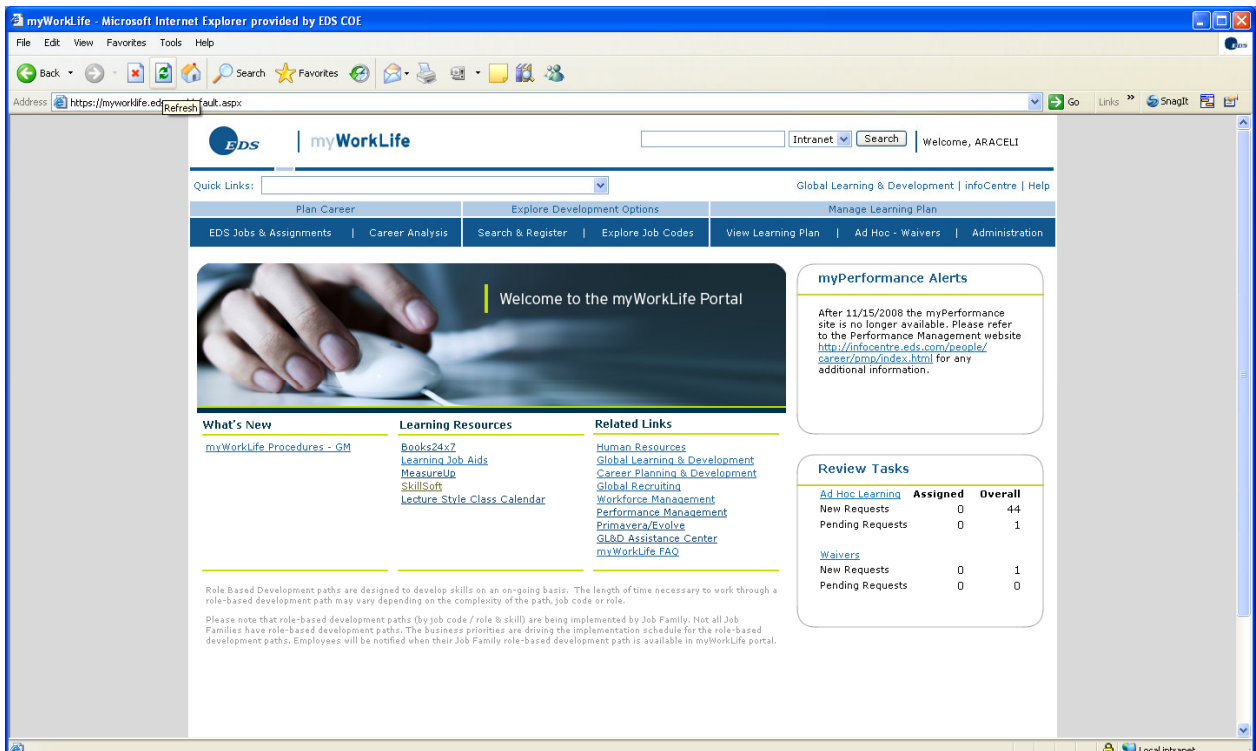 myWorkLife - Microsoft Internet Explorer provided by EDS COE
File Edit View Favorites Tools Help
EDS
Back Search Favorites
Address https://myworklife.eds fault.aspx Go Links » SnagIt
Refresh
EDS | myWorkLife Intranet Search Welcome, ARACELI
Quick Links: Global Learning & Development | infoCentre | Help
Plan Career Explore Development Options Manage Learning Plan
EDS Jobs & Assignments | Career Analysis Search & Register | Explore Job Codes View Learning Plan | Ad Hoc - Waivers | Administration
Welcome to the myWorkLife Portal
myPerformance Alerts
After 11/15/2008 the myPerformance
site is no longer available. Please refer
to the Performance Management website
http://infocentre.eds.com/people/
career/pmp/index.html for any
additional information.
What's New
myWorkLife Procedures - GM
Learning Resources
Books24x7
Learning Job Aids
MeasureUp
SkillSoft
Lecture Style Class Calendar
Related Links
Human Resources
Global Learning & Development
Career Planning & Development
Global Recruiting
Workforce Management
Performance Management
Primavera/Evolve
GL&D Assistance Center
myWorkLife FAQ
Review Tasks
Ad Hoc Learning Assigned Overall
New Requests 0 44
Pending Requests 0 1
Waivers
New Requests 0 1
Pending Requests 0 0
Role Based Development paths are designed to develop skills on an on-going basis. The length of time necessary to work through a
role-based development path may vary depending on the complexity of the path, job code or role.
Please note that role-based development paths (by job code / role & skill) are being implemented by Job Family. Not all Job
Families have role-based development paths. The business priorities are driving the implementation schedule for the role-based
development paths. Employees will be notified when their Job Family role-based development path is available in myWorkLife portal.
Local intranet